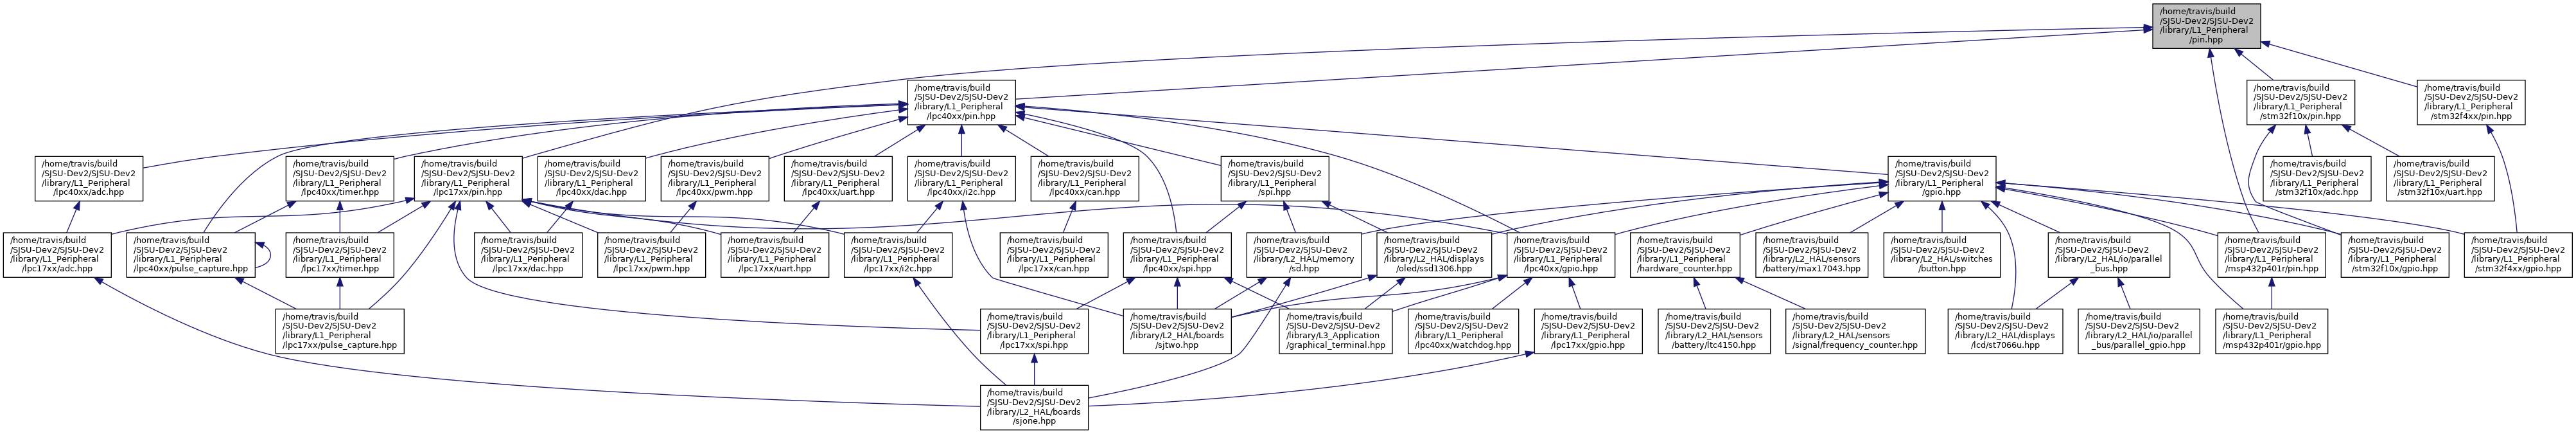 /home/travis/build
/SJSU-Dev2/SJSU-Dev2
/library/L1_Peripheral
/pin.hpp
/home/travis/build
/SJSU-Dev2/SJSU-Dev2
/library/L1_Peripheral
/lpc40xx/pin.hpp
/home/travis/build
/SJSU-Dev2/SJSU-Dev2
/library/L1_Peripheral
/stm32f10x/pin.hpp
/home/travis/build
/SJSU-Dev2/SJSU-Dev2
/library/L1_Peripheral
/stm32f4xx/pin.hpp
/home/travis/build
/SJSU-Dev2/SJSU-Dev2
/library/L1_Peripheral
/lpc40xx/adc.hpp
/home/travis/build
/SJSU-Dev2/SJSU-Dev2
/library/L1_Peripheral
/lpc40xx/timer.hpp
/home/travis/build
/SJSU-Dev2/SJSU-Dev2
/library/L1_Peripheral
/lpc17xx/pin.hpp
/home/travis/build
/SJSU-Dev2/SJSU-Dev2
/library/L1_Peripheral
/lpc40xx/dac.hpp
/home/travis/build
/SJSU-Dev2/SJSU-Dev2
/library/L1_Peripheral
/lpc40xx/pwm.hpp
/home/travis/build
/SJSU-Dev2/SJSU-Dev2
/library/L1_Peripheral
/lpc40xx/uart.hpp
/home/travis/build
/SJSU-Dev2/SJSU-Dev2
/library/L1_Peripheral
/lpc40xx/i2c.hpp
/home/travis/build
/SJSU-Dev2/SJSU-Dev2
/library/L1_Peripheral
/lpc40xx/can.hpp
/home/travis/build
/SJSU-Dev2/SJSU-Dev2
/library/L1_Peripheral
/spi.hpp
/home/travis/build
/SJSU-Dev2/SJSU-Dev2
/library/L1_Peripheral
/gpio.hpp
/home/travis/build
/SJSU-Dev2/SJSU-Dev2
/library/L1_Peripheral
/stm32f10x/adc.hpp
/home/travis/build
/SJSU-Dev2/SJSU-Dev2
/library/L1_Peripheral
/stm32f10x/uart.hpp
/home/travis/build
/SJSU-Dev2/SJSU-Dev2
/library/L1_Peripheral
/lpc17xx/adc.hpp
/home/travis/build
/SJSU-Dev2/SJSU-Dev2
/library/L1_Peripheral
/lpc40xx/pulse_capture.hpp
/home/travis/build
/SJSU-Dev2/SJSU-Dev2
/library/L1_Peripheral
/lpc17xx/timer.hpp
/home/travis/build
/SJSU-Dev2/SJSU-Dev2
/library/L1_Peripheral
/lpc17xx/dac.hpp
/home/travis/build
/SJSU-Dev2/SJSU-Dev2
/library/L1_Peripheral
/lpc17xx/pwm.hpp
/home/travis/build
/SJSU-Dev2/SJSU-Dev2
/library/L1_Peripheral
/lpc17xx/uart.hpp
/home/travis/build
/SJSU-Dev2/SJSU-Dev2
/library/L1_Peripheral
/lpc17xx/i2c.hpp
/home/travis/build
/SJSU-Dev2/SJSU-Dev2
/library/L1_Peripheral
/lpc17xx/can.hpp
/home/travis/build
/SJSU-Dev2/SJSU-Dev2
/library/L1_Peripheral
/lpc40xx/spi.hpp
/home/travis/build
/SJSU-Dev2/SJSU-Dev2
/library/L2_HAL/memory
/sd.hpp
/home/travis/build
/SJSU-Dev2/SJSU-Dev2
/library/L2_HAL/displays
/oled/ssd1306.hpp
/home/travis/build
/SJSU-Dev2/SJSU-Dev2
/library/L1_Peripheral
/lpc40xx/gpio.hpp
/home/travis/build
/SJSU-Dev2/SJSU-Dev2
/library/L1_Peripheral
/hardware_counter.hpp
/home/travis/build
/SJSU-Dev2/SJSU-Dev2
/library/L2_HAL/sensors
/battery/max17043.hpp
/home/travis/build
/SJSU-Dev2/SJSU-Dev2
/library/L2_HAL/switches
/button.hpp
/home/travis/build
/SJSU-Dev2/SJSU-Dev2
/library/L2_HAL/io/parallel
_bus.hpp
/home/travis/build
/SJSU-Dev2/SJSU-Dev2
/library/L1_Peripheral
/msp432p401r/pin.hpp
/home/travis/build
/SJSU-Dev2/SJSU-Dev2
/library/L1_Peripheral
/stm32f10x/gpio.hpp
/home/travis/build
/SJSU-Dev2/SJSU-Dev2
/library/L1_Peripheral
/stm32f4xx/gpio.hpp
/home/travis/build
/SJSU-Dev2/SJSU-Dev2
/library/L1_Peripheral
/lpc17xx/pulse_capture.hpp
/home/travis/build
/SJSU-Dev2/SJSU-Dev2
/library/L1_Peripheral
/lpc17xx/spi.hpp
/home/travis/build
/SJSU-Dev2/SJSU-Dev2
/library/L2_HAL/boards
/sjtwo.hpp
/home/travis/build
/SJSU-Dev2/SJSU-Dev2
/library/L3_Application
/graphical_terminal.hpp
/home/travis/build
/SJSU-Dev2/SJSU-Dev2
/library/L1_Peripheral
/lpc40xx/watchdog.hpp
/home/travis/build
/SJSU-Dev2/SJSU-Dev2
/library/L1_Peripheral
/lpc17xx/gpio.hpp
/home/travis/build
/SJSU-Dev2/SJSU-Dev2
/library/L2_HAL/sensors
/battery/ltc4150.hpp
/home/travis/build
/SJSU-Dev2/SJSU-Dev2
/library/L2_HAL/sensors
/signal/frequency_counter.hpp
/home/travis/build
/SJSU-Dev2/SJSU-Dev2
/library/L2_HAL/displays
/lcd/st7066u.hpp
/home/travis/build
/SJSU-Dev2/SJSU-Dev2
/library/L2_HAL/io/parallel
_bus/parallel_gpio.hpp
/home/travis/build
/SJSU-Dev2/SJSU-Dev2
/library/L1_Peripheral
/msp432p401r/gpio.hpp
/home/travis/build
/SJSU-Dev2/SJSU-Dev2
/library/L2_HAL/boards
/sjone.hpp